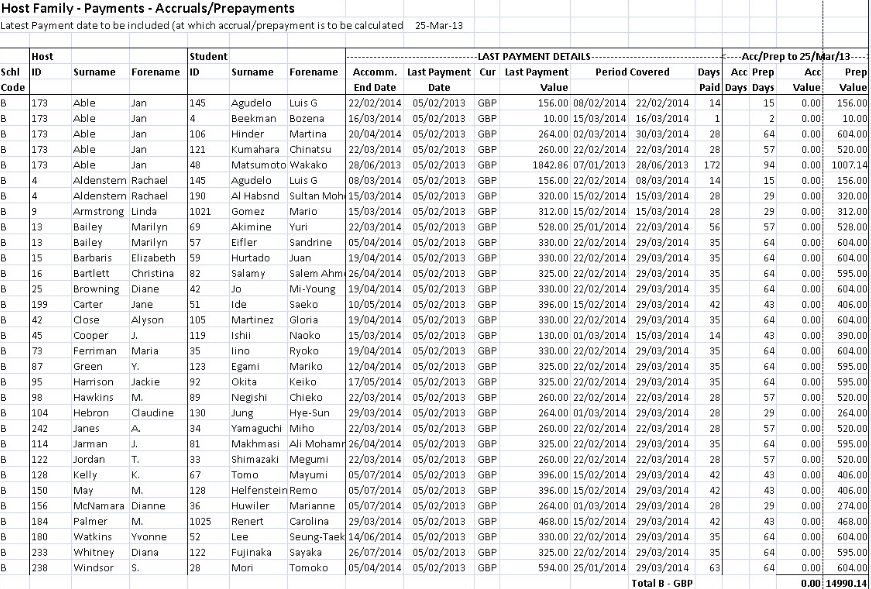 Host Family - Payments - Accruals/Prepayments
Latest Payment date to be included (at which accrual/prepayment is to be calculated 25-Mar-13
Host Student LAST PAYMENT DETAILS Acc/Prep to 25/Mar/13
Schl ID Surname Forename ID Surname Forename Accomm. Last Payment Cur Last Payment Period Covered Days Acc Prep Acc Prep
Code End Date Date Value Paid Days Days Value Value
B 173 Able Jan 145 Agudelo Luis G 22/02/2014 05/02/2013 GBP 156.00 08/02/2014 22/02/2014 14 15 0.00 156.00
B 173 Able Jan 4 Beekman Bozena 16/03/2014 05/02/2013 GBP 10.00 15/03/2014 16/03/2014 1 2 0.00 10.00
B 173 Able Jan 106 Hinder Martina 20/04/2014 05/02/2013 GBP 264.00 02/03/2014 30/03/2014 28 64 0.00 604.00
B 173 Able Jan 121 Kumahara Chinatsu 22/03/2014 05/02/2013 GBP 260.00 22/02/2014 22/03/2014 28 57 0.00 520.00
B 173 Able Jan 48 Matsumoto Wakako 28/06/2013 05/02/2013 GBP 1842.86 07/01/2013 28/06/2013 172 94 0.00 1007.14
B 4 Aldenstern Rachael 145 Agudelo Luis G 08/03/2014 05/02/2013 GBP 156.00 22/02/2014 08/03/2014 14 15 0.00 156.00
B 4 Aldenstern Rachael 190 Al Habsnd Sultan Moh 15/03/2014 05/02/2013 GBP 320.00 15/02/2014 15/03/2014 28 29 0.00 320.00
B 9 Armstrong Linda 1021 Gomez Mario 15/03/2014 05/02/2013 GBP 312.00 15/02/2014 15/03/2014 28 29 0.00 312.00
B 13 Bailey Marilyn 69 Akimine Yuri 22/03/2014 05/02/2013 GBP 528.00 25/01/2014 22/03/2014 56 57 0.00 528.00
B 13 Bailey Marilyn 57 Eifler Sandrine 05/04/2014 05/02/2013 GBP 330.00 22/02/2014 29/03/2014 35 64 0.00 604.00
B 15 Barbaris Elizabeth 59 Hurtado Juan 19/04/2014 05/02/2013 GBP 330.00 22/02/2014 29/03/2014 35 64 0.00 604.00
B 16 Bartlett Christina 82 Salamy Salem Ahm 26/04/2014 05/02/2013 GBP 325.00 22/02/2014 29/03/2014 35 64 0.00 595.00
B 25 Browning Diane 42 Jo Mi-Young 19/04/2014 05/02/2013 GBP 330.00 22/02/2014 29/03/2014 35 64 0.00 604.00
B 199 Carter Jane 51 Ide Saeko 10/05/2014 05/02/2013 GBP 396.00 15/02/2014 29/03/2014 42 43 0.00 406.00
B 42 Close Alyson 105 Martinez Gloria 19/04/2014 05/02/2013 GBP 330.00 22/02/2014 29/03/2014 35 64 0.00 604.00
B 45 Cooper J. 119 Ishii Naoko 15/03/2014 05/02/2013 GBP 130.00 01/03/2014 15/03/2014 14 43 0.00 390.00
B 73 Ferriman Maria 35 Iino Ryoko 19/04/2014 05/02/2013 GBP 330.00 22/02/2014 29/03/2014 35 64 0.00 604.00
B 87 Green Y. 123 Egami Mariko 12/04/2014 05/02/2013 GBP 325.00 22/02/2014 29/03/2014 35 64 0.00 595.00
B 95 Harrison Jackie 92 Okita Keiko 17/05/2014 05/02/2013 GBP 325.00 22/02/2014 29/03/2014 35 64 0.00 595.00
B 98 Hawkins M. 89 Negishi Chieko 22/03/2014 05/02/2013 GBP 260.00 22/02/2014 22/03/2014 28 57 0.00 520.00
B 104 Hebron Claudine 130 Jung Hye-Sun 29/03/2014 05/02/2013 GBP 264.00 01/03/2014 29/03/2014 28 29 0.00 264.00
B 242 Janes A. 34 Yamaguchi Miho 22/03/2014 05/02/2013 GBP 260.00 22/02/2014 22/03/2014 28 57 0.00 520.00
B 114 Jarman J. 81 Makhmasi Ali Mohamr 26/04/2014 05/02/2013 GBP 325.00 22/02/2014 29/03/2014 35 64 0.00 595.00
B 122 Jordan T. 33 Shimazaki Megumi 22/03/2014 05/02/2013 GBP 260.00 22/02/2014 22/03/2014 28 57 0.00 520.00
B 128 Kelly K. 67 Tomo Mayumi 05/07/2014 05/02/2013 GBP 396.00 15/02/2014 29/03/2014 42 43 0.00 406.00
B 150 May M. 128 Helfenstein Remo 05/07/2014 05/02/2013 GBP 396.00 15/02/2014 29/03/2014 42 43 0.00 406.00
B 156 McNamara Dianne 36 Huwiler Marianne 05/07/2014 05/02/2013 GBP 264.00 01/03/2014 29/03/2014 28 29 0.00 274.00
B 184 Palmer M. 1025 Renert Carolina 29/03/2014 05/02/2013 GBP 468.00 15/02/2014 29/03/2014 42 43 0.00 468.00
B 180 Watkins Yvonne 52 Lee Seung-Taek 14/06/2014 05/02/2013 GBP 330.00 22/02/2014 29/03/2014 35 64 0.00 604.00
B 233 Whitney Diana 122 Fujinaka Sayaka 26/07/2014 05/02/2013 GBP 325.00 22/02/2014 29/03/2014 35 64 0.00 595.00
B 238 Windsor S. 28 Mori Tomoko 05/04/2014 05/02/2013 GBP 594.00 25/01/2014 29/03/2014 63 64 0.00 604.00
Total B - GBP 0.00 14990.14